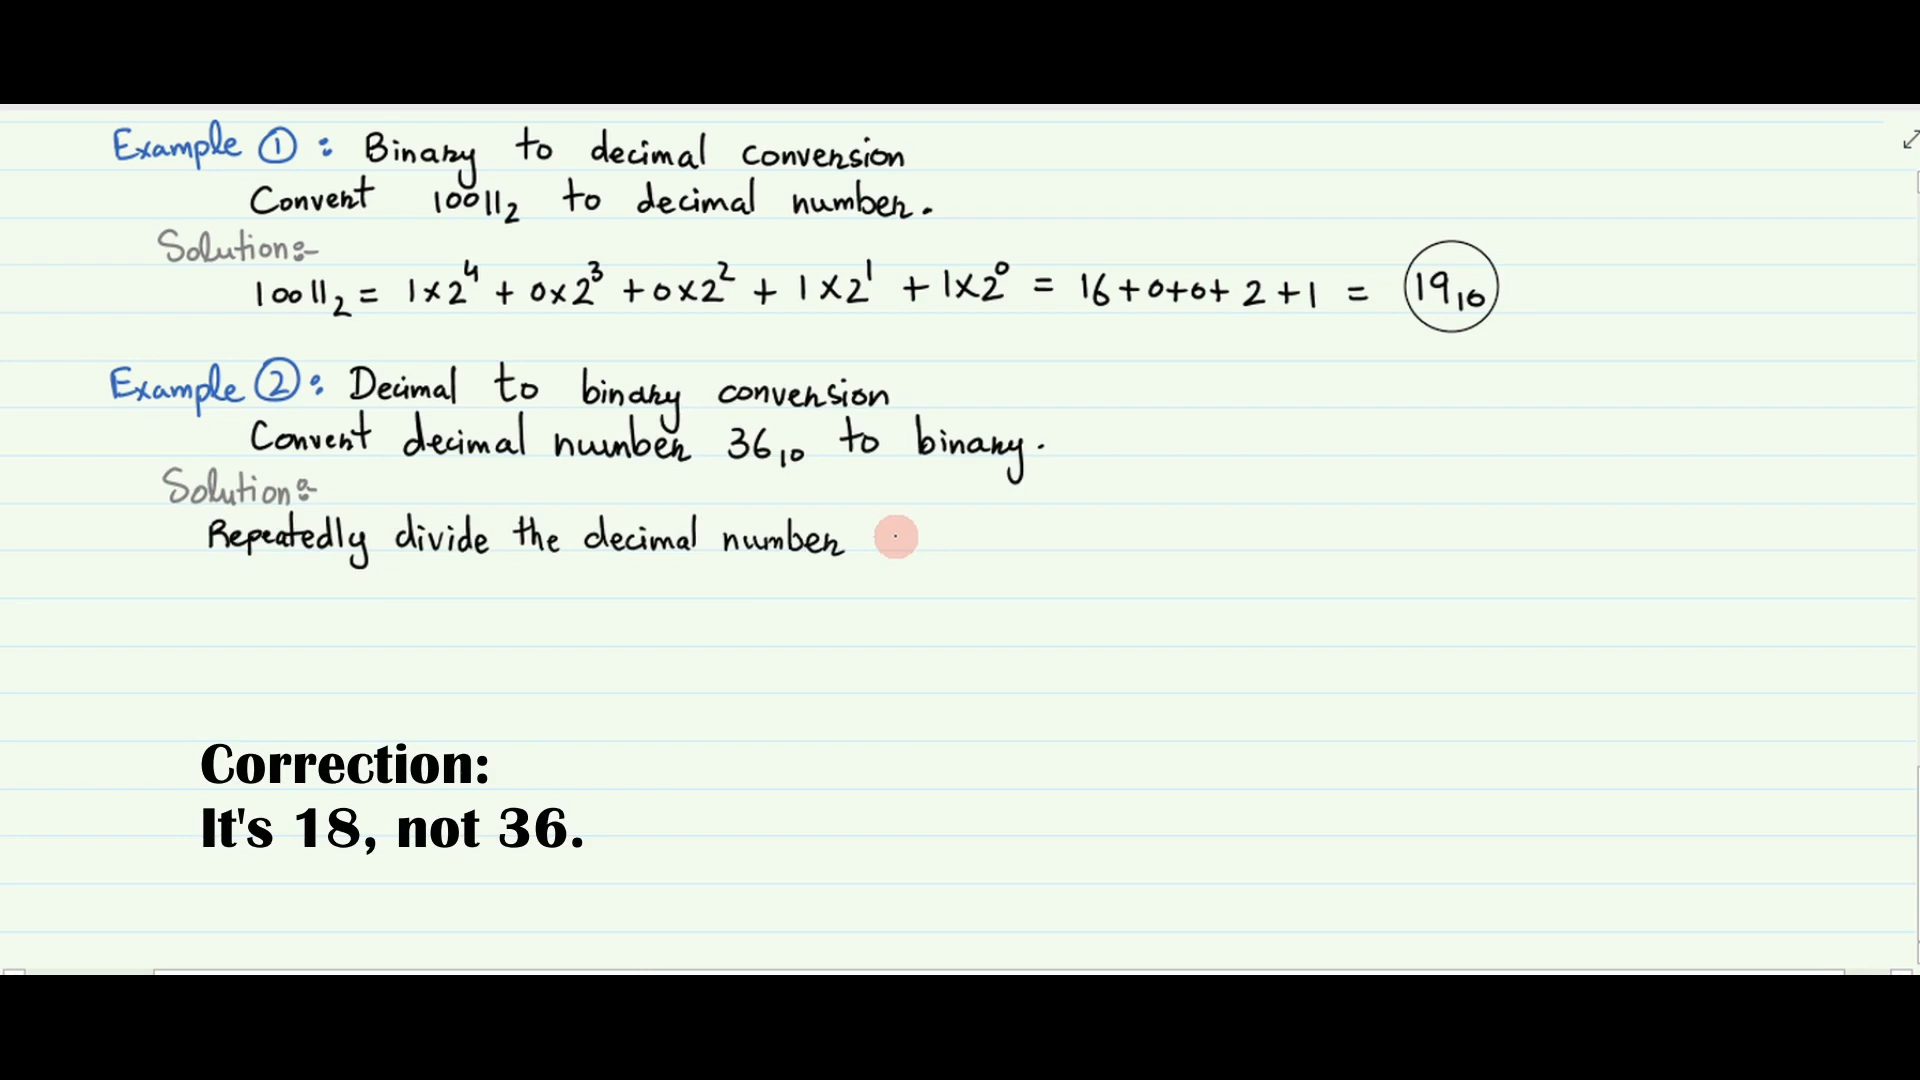 Example ① : Binary to decimal conversion
Convert 10011₂ to decimal number.
Solution:-
10011₂ = 1×2⁴ + 0×2³ + 0×2² + 1×2¹ + 1×2⁰ = 16+0+0+ 2 +1 = 19₁₀
Example ② : Decimal to binary conversion
Convert decimal number 36₁₀ to binary.
Solution:-
Repeatedly divide the decimal number
Correction:
It's 18, not 36.